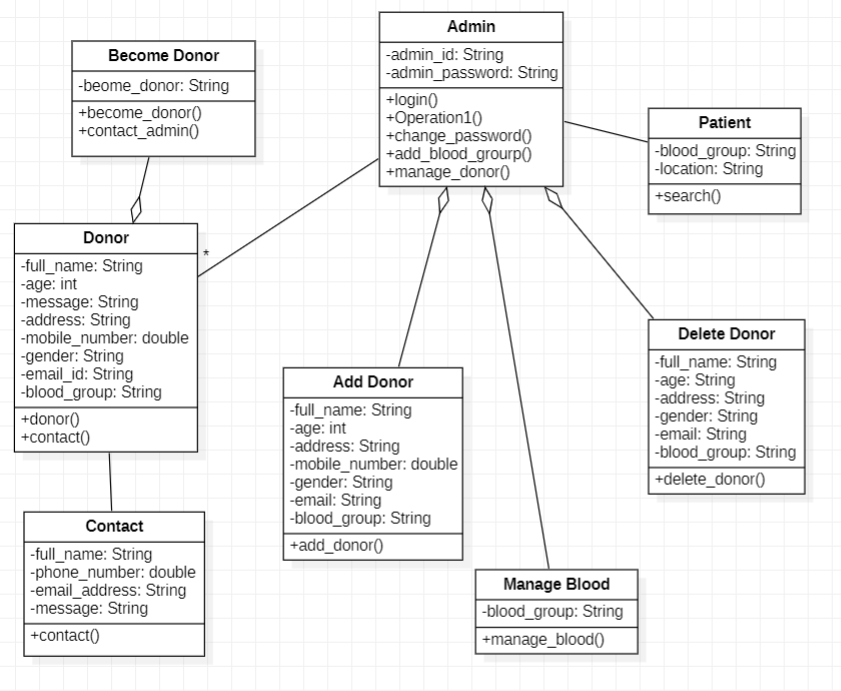 Become Donor
-beome_donor: String
+become_donor()
+contact_admin()
Admin
-admin_id: String
-admin_password: String
+login()
+Operation1()
+change_password()
+add_blood_grourp()
+manage_donor()
Patient
-blood_group: String
-location: String
+search()
Donor
-full_name: String
-age: int
-message: String
-address: String
-mobile_number: double
-gender: String
-email_id: String
-blood_group: String
+donor()
+contact()
*
Add Donor
-full_name: String
-age: int
-address: String
-mobile_number: double
-gender: String
-email: String
-blood_group: String
+add_donor()
Delete Donor
-full_name: String
-age: String
-address: String
-gender: String
-email: String
-blood_group: String
+delete_donor()
Contact
-full_name: String
-phone_number: double
-email_address: String
-message: String
+contact()
Manage Blood
-blood_group: String
+manage_blood()